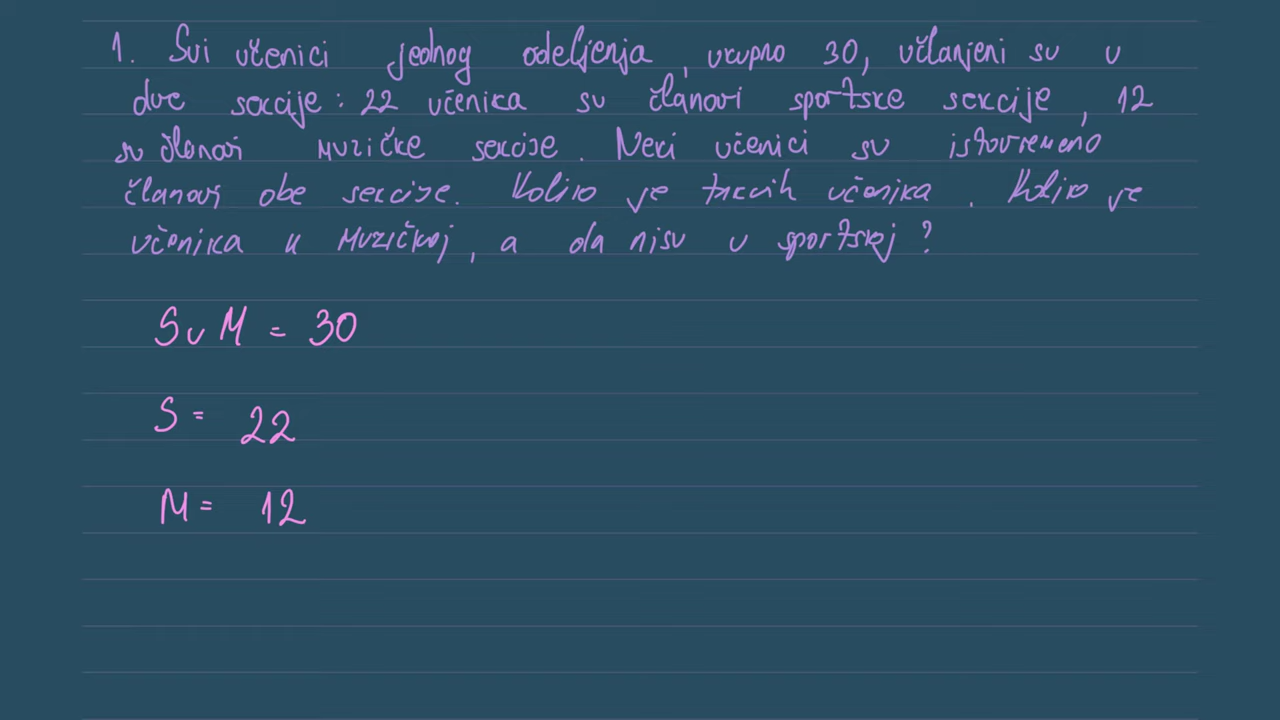 1. Svi učenici jednog odeljenja, ukupno 30, učlanjeni su u
dve sekcije: 22 učenika su članovi sportske sekcije, 12
su članovi muzičke sekcije. Neki učenici su istovremeno
članovi obe sekcije. Koliko je takvih učenika. Koliko je
učenika u muzičkoj, a da nisu u sportskoj?
S∪M = 30
S = 22
M = 12